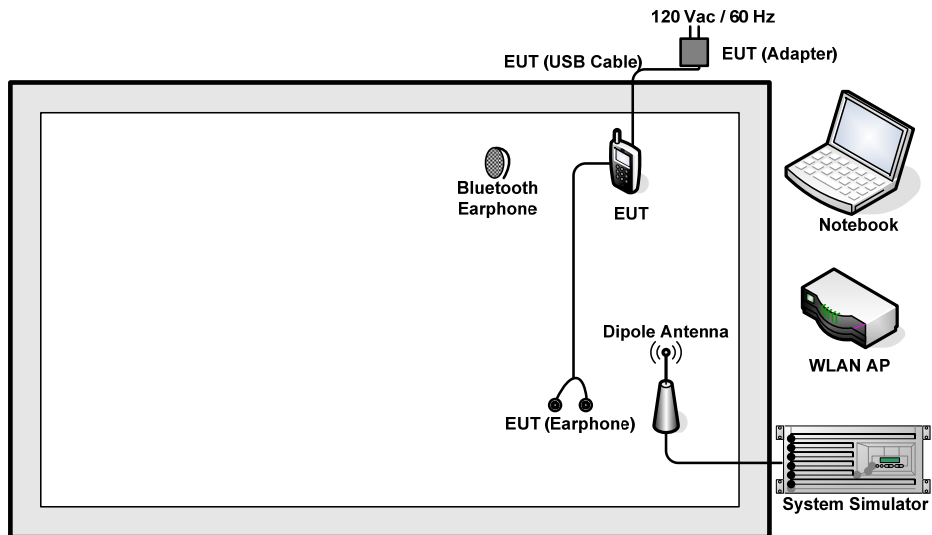 120 Vac / 60 Hz
EUT (USB Cable)
EUT (Adapter)
Bluetooth
Earphone
EUT
Notebook
Dipole Antenna
WLAN AP
EUT (Earphone)
System Simulator